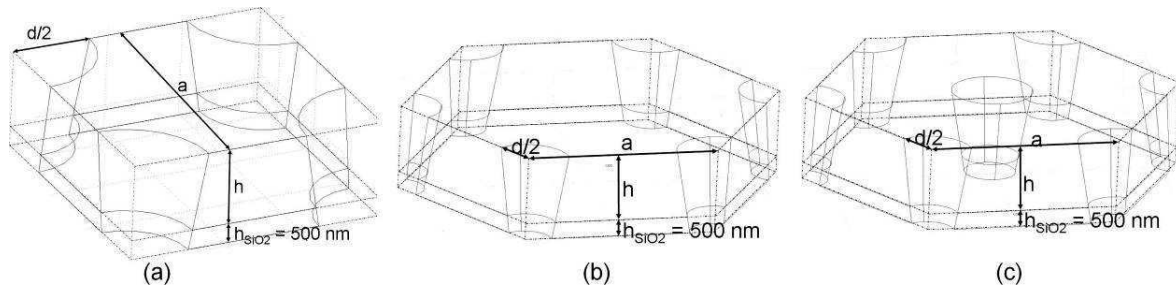 d/2
a
h
h_SiO2 = 500 nm
(a)
d/2
a
h
h_SiO2 = 500 nm
(b)
d/2
a
h
h_SiO2 = 500 nm
(c)